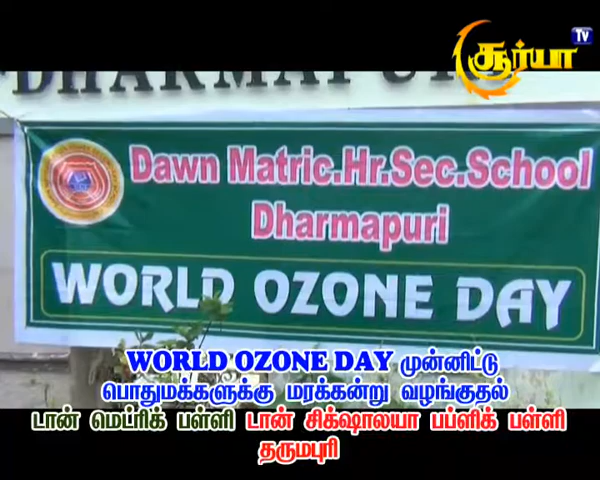 சூர்யா TV
DHARMAPU
Dawn Matric.Hr.Sec.School
Dharmapuri
WORLD OZONE DAY
WORLD OZONE DAY முன்னிட்டு
பொதுமக்களுக்கு மரக்கன்று வழங்குதல்
டான் மெட்ரிக் பள்ளி டான் சிக்ஷாலயா பப்ளிக் பள்ளி
தருமபுரி